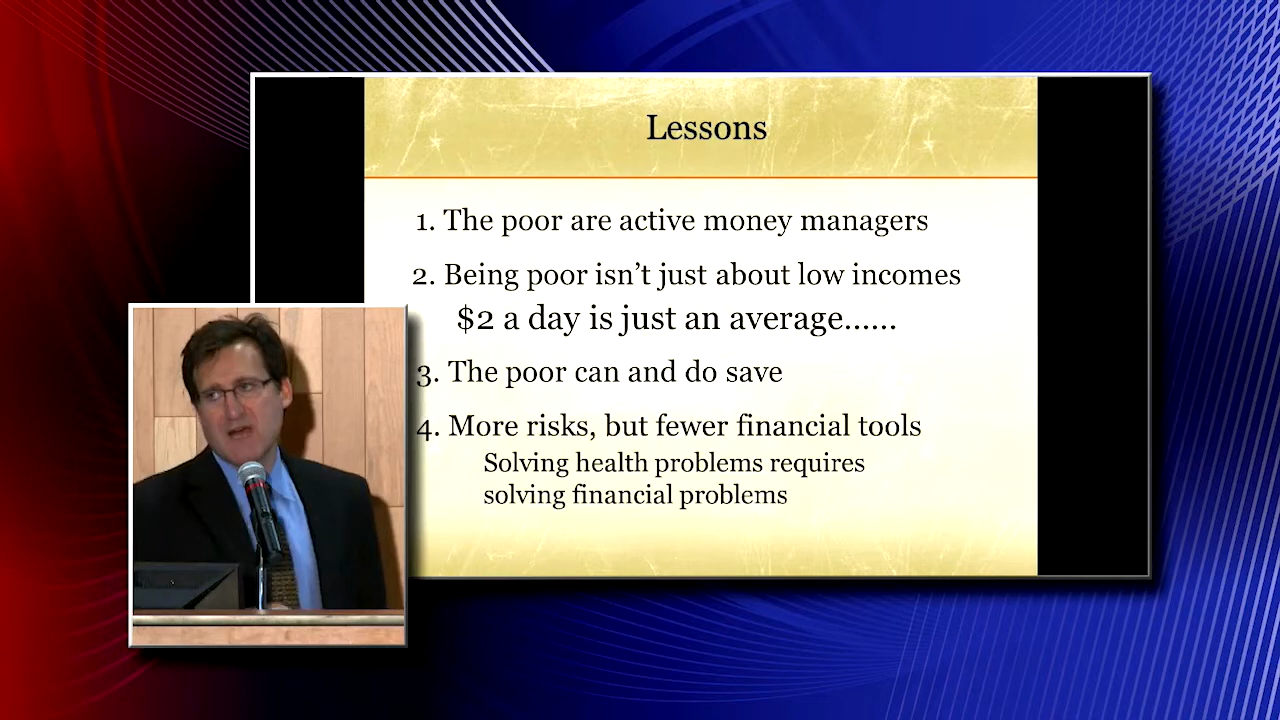 Lessons
1. The poor are active money managers
2. Being poor isn't just about low incomes
$2 a day is just an average......
3. The poor can and do save
4. More risks, but fewer financial tools
Solving health problems requires
solving financial problems